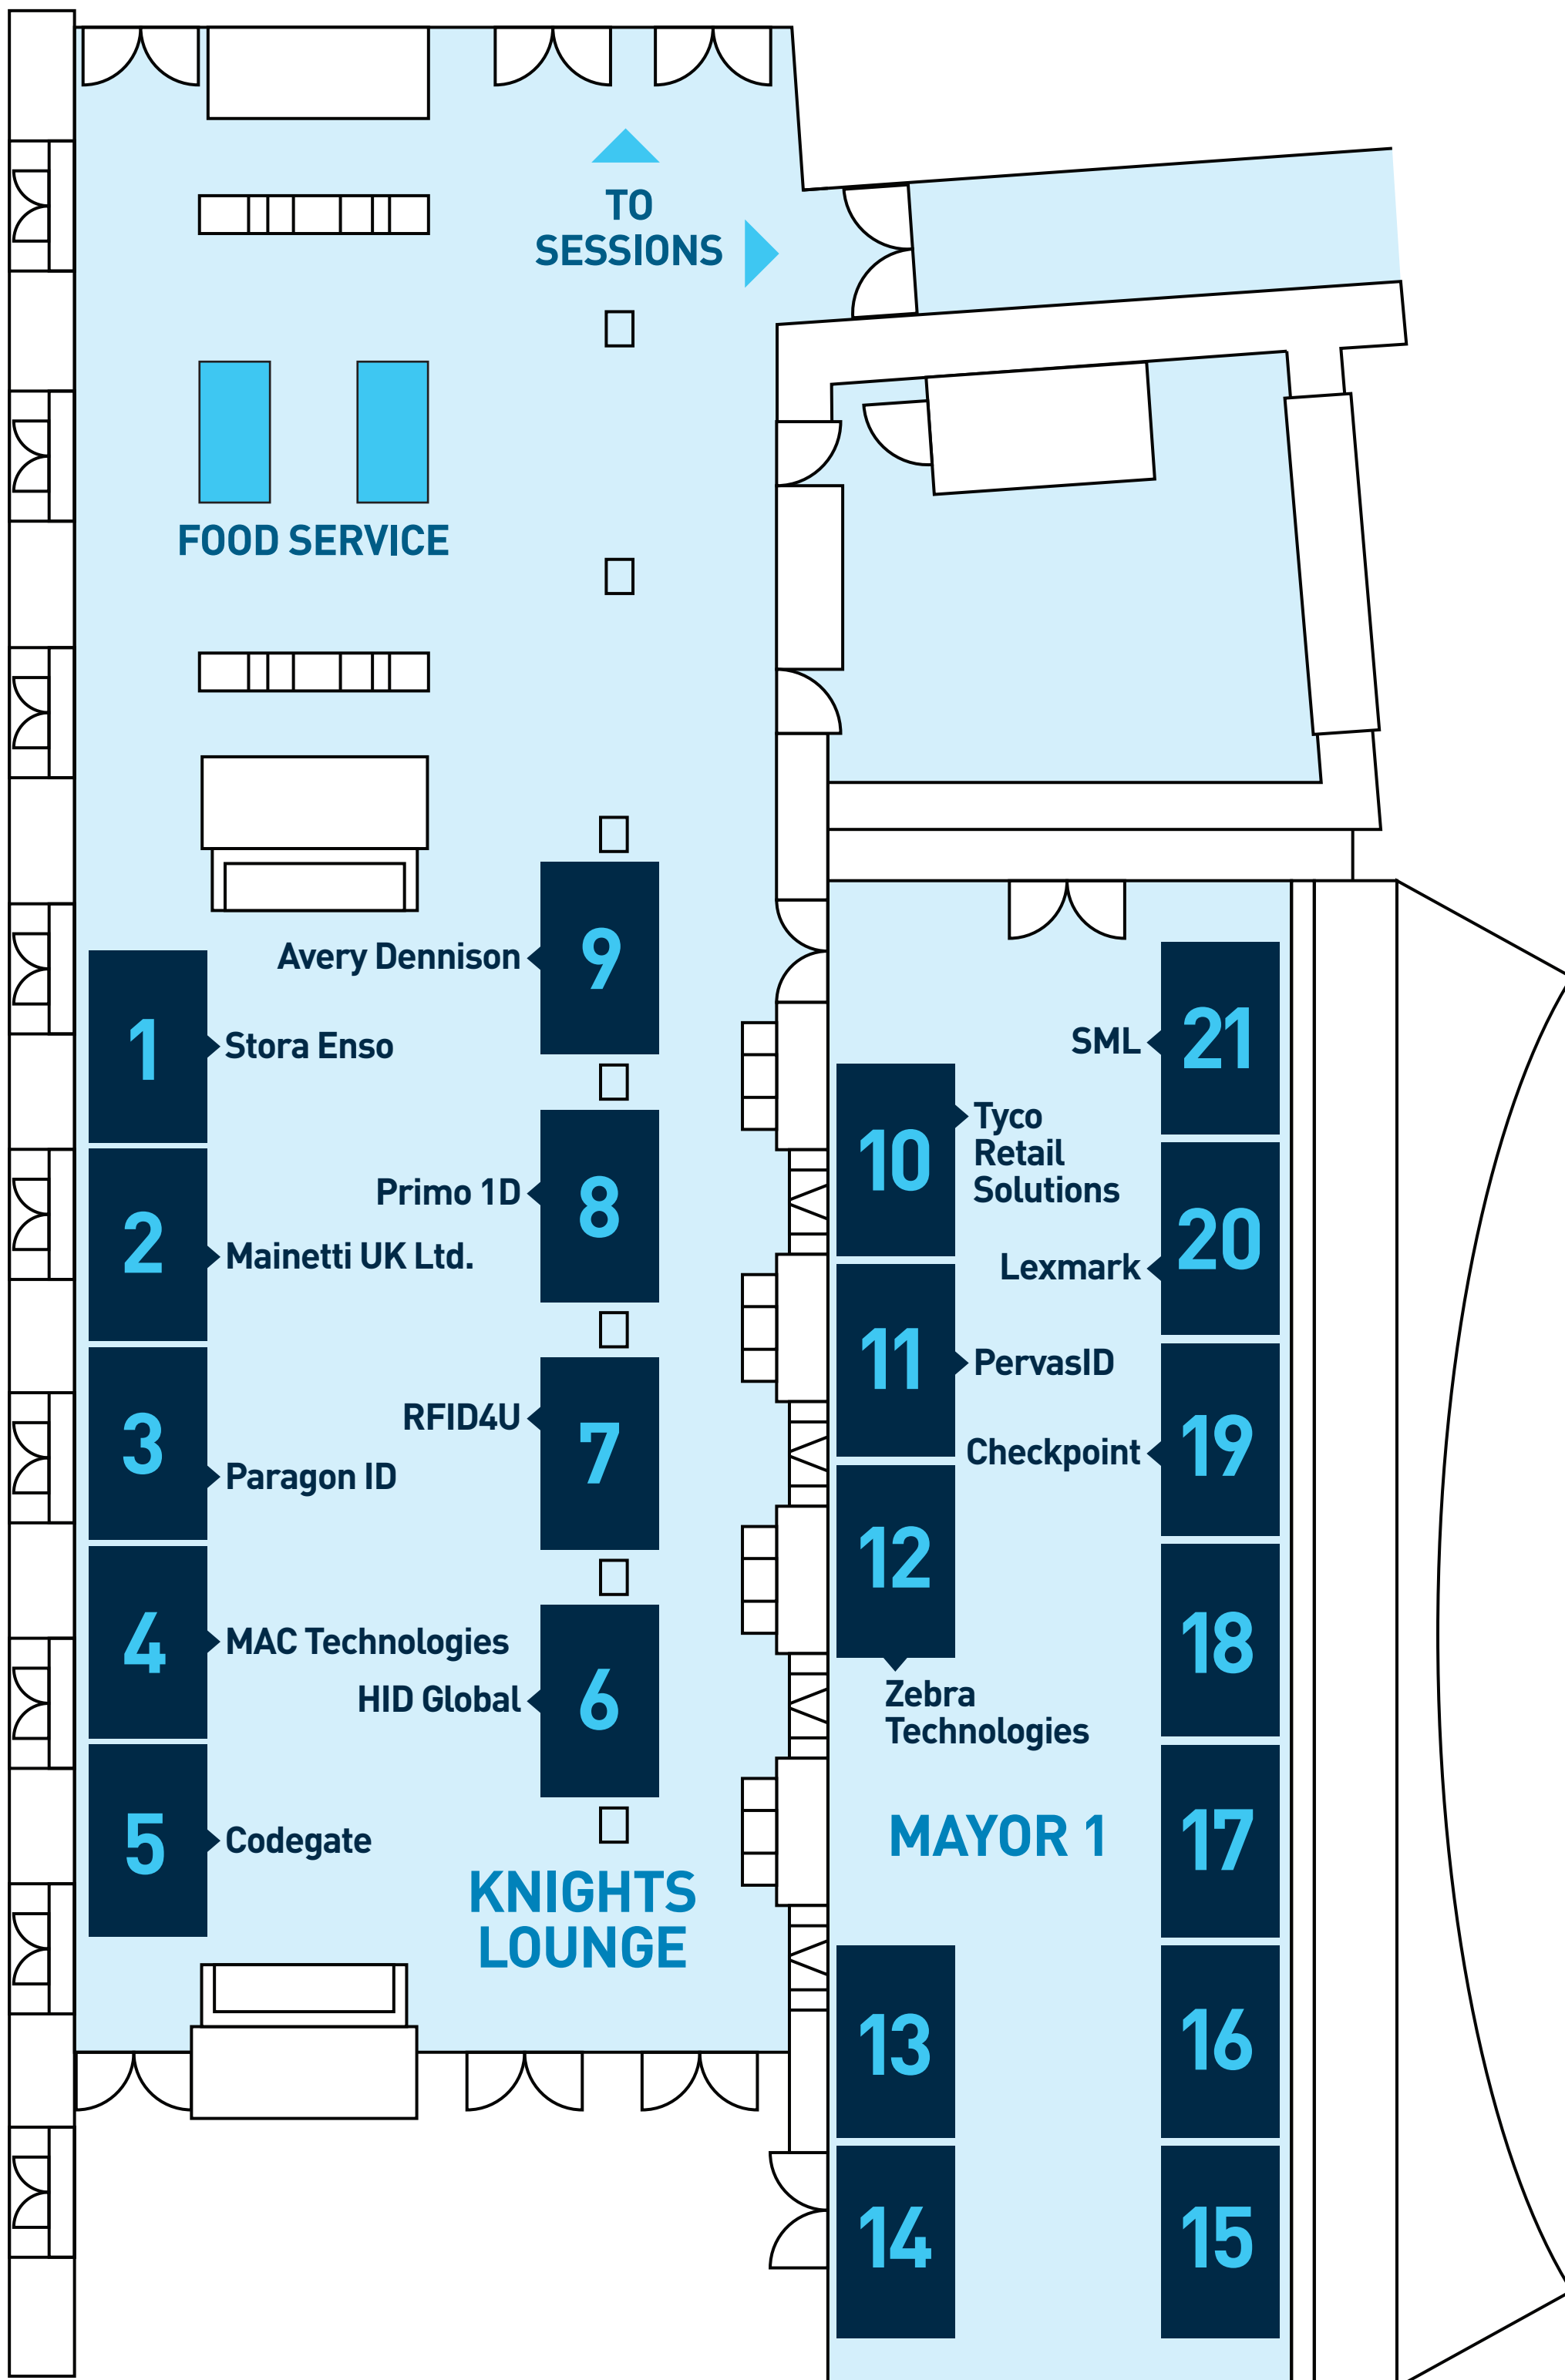 TO
SESSIONS
FOOD SERVICE
9
Avery Dennison
1
Stora Enso
21
SML
10
Tyco
Retail
Solutions
8
Primo 1D
2
Mainetti UK Ltd.
20
Lexmark
11
PervasID
7
RFID4U
3
Paragon ID
19
Checkpoint
12
Zebra
Technologies
4
MAC Technologies
6
HID Global
18
5
Codegate
17
MAYOR 1
KNIGHTS
LOUNGE
13
16
14
15